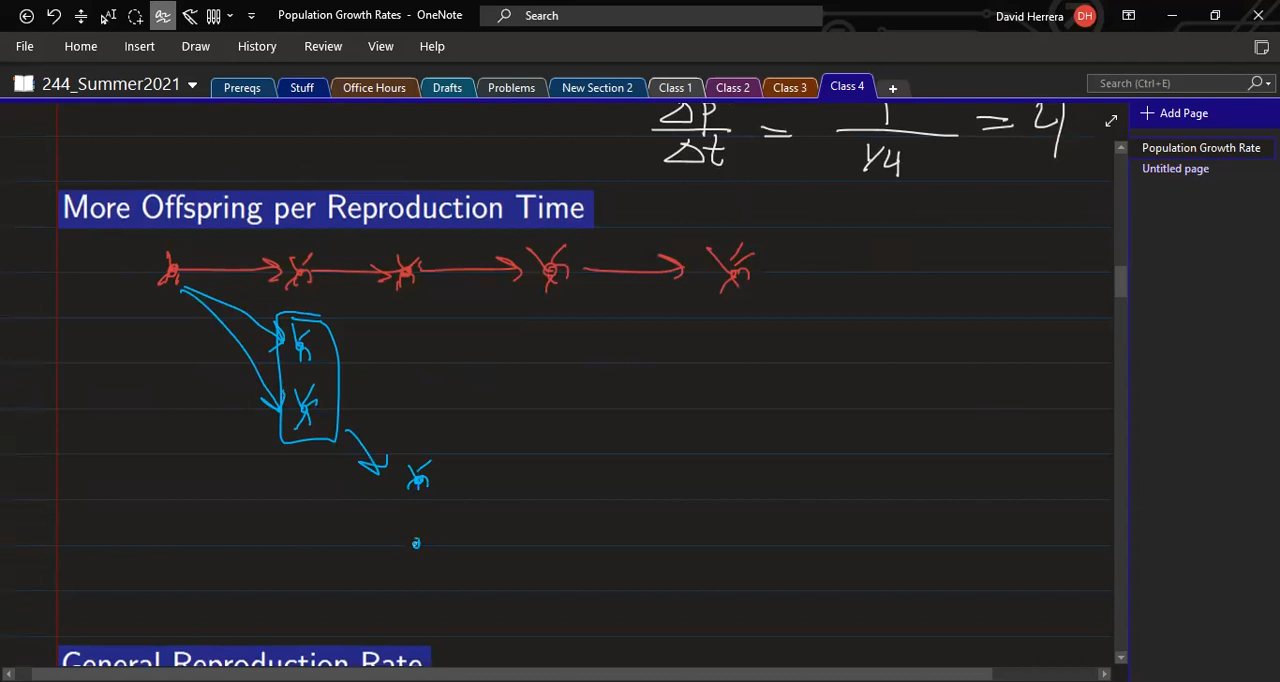 Population Growth Rates - OneNote
Search
David Herrera
DH
File
Home
Insert
Draw
History
Review
View
Help
244_Summer2021
Prereqs
Stuff
Office Hours
Drafts
Problems
New Section 2
Class 1
Class 2
Class 3
Class 4
Search (Ctrl+E)
Add Page
Population Growth Rate
Untitled page
Δp/Δt = 1/(1/4) = 4
More Offspring per Reproduction Time
General Reproduction Rate